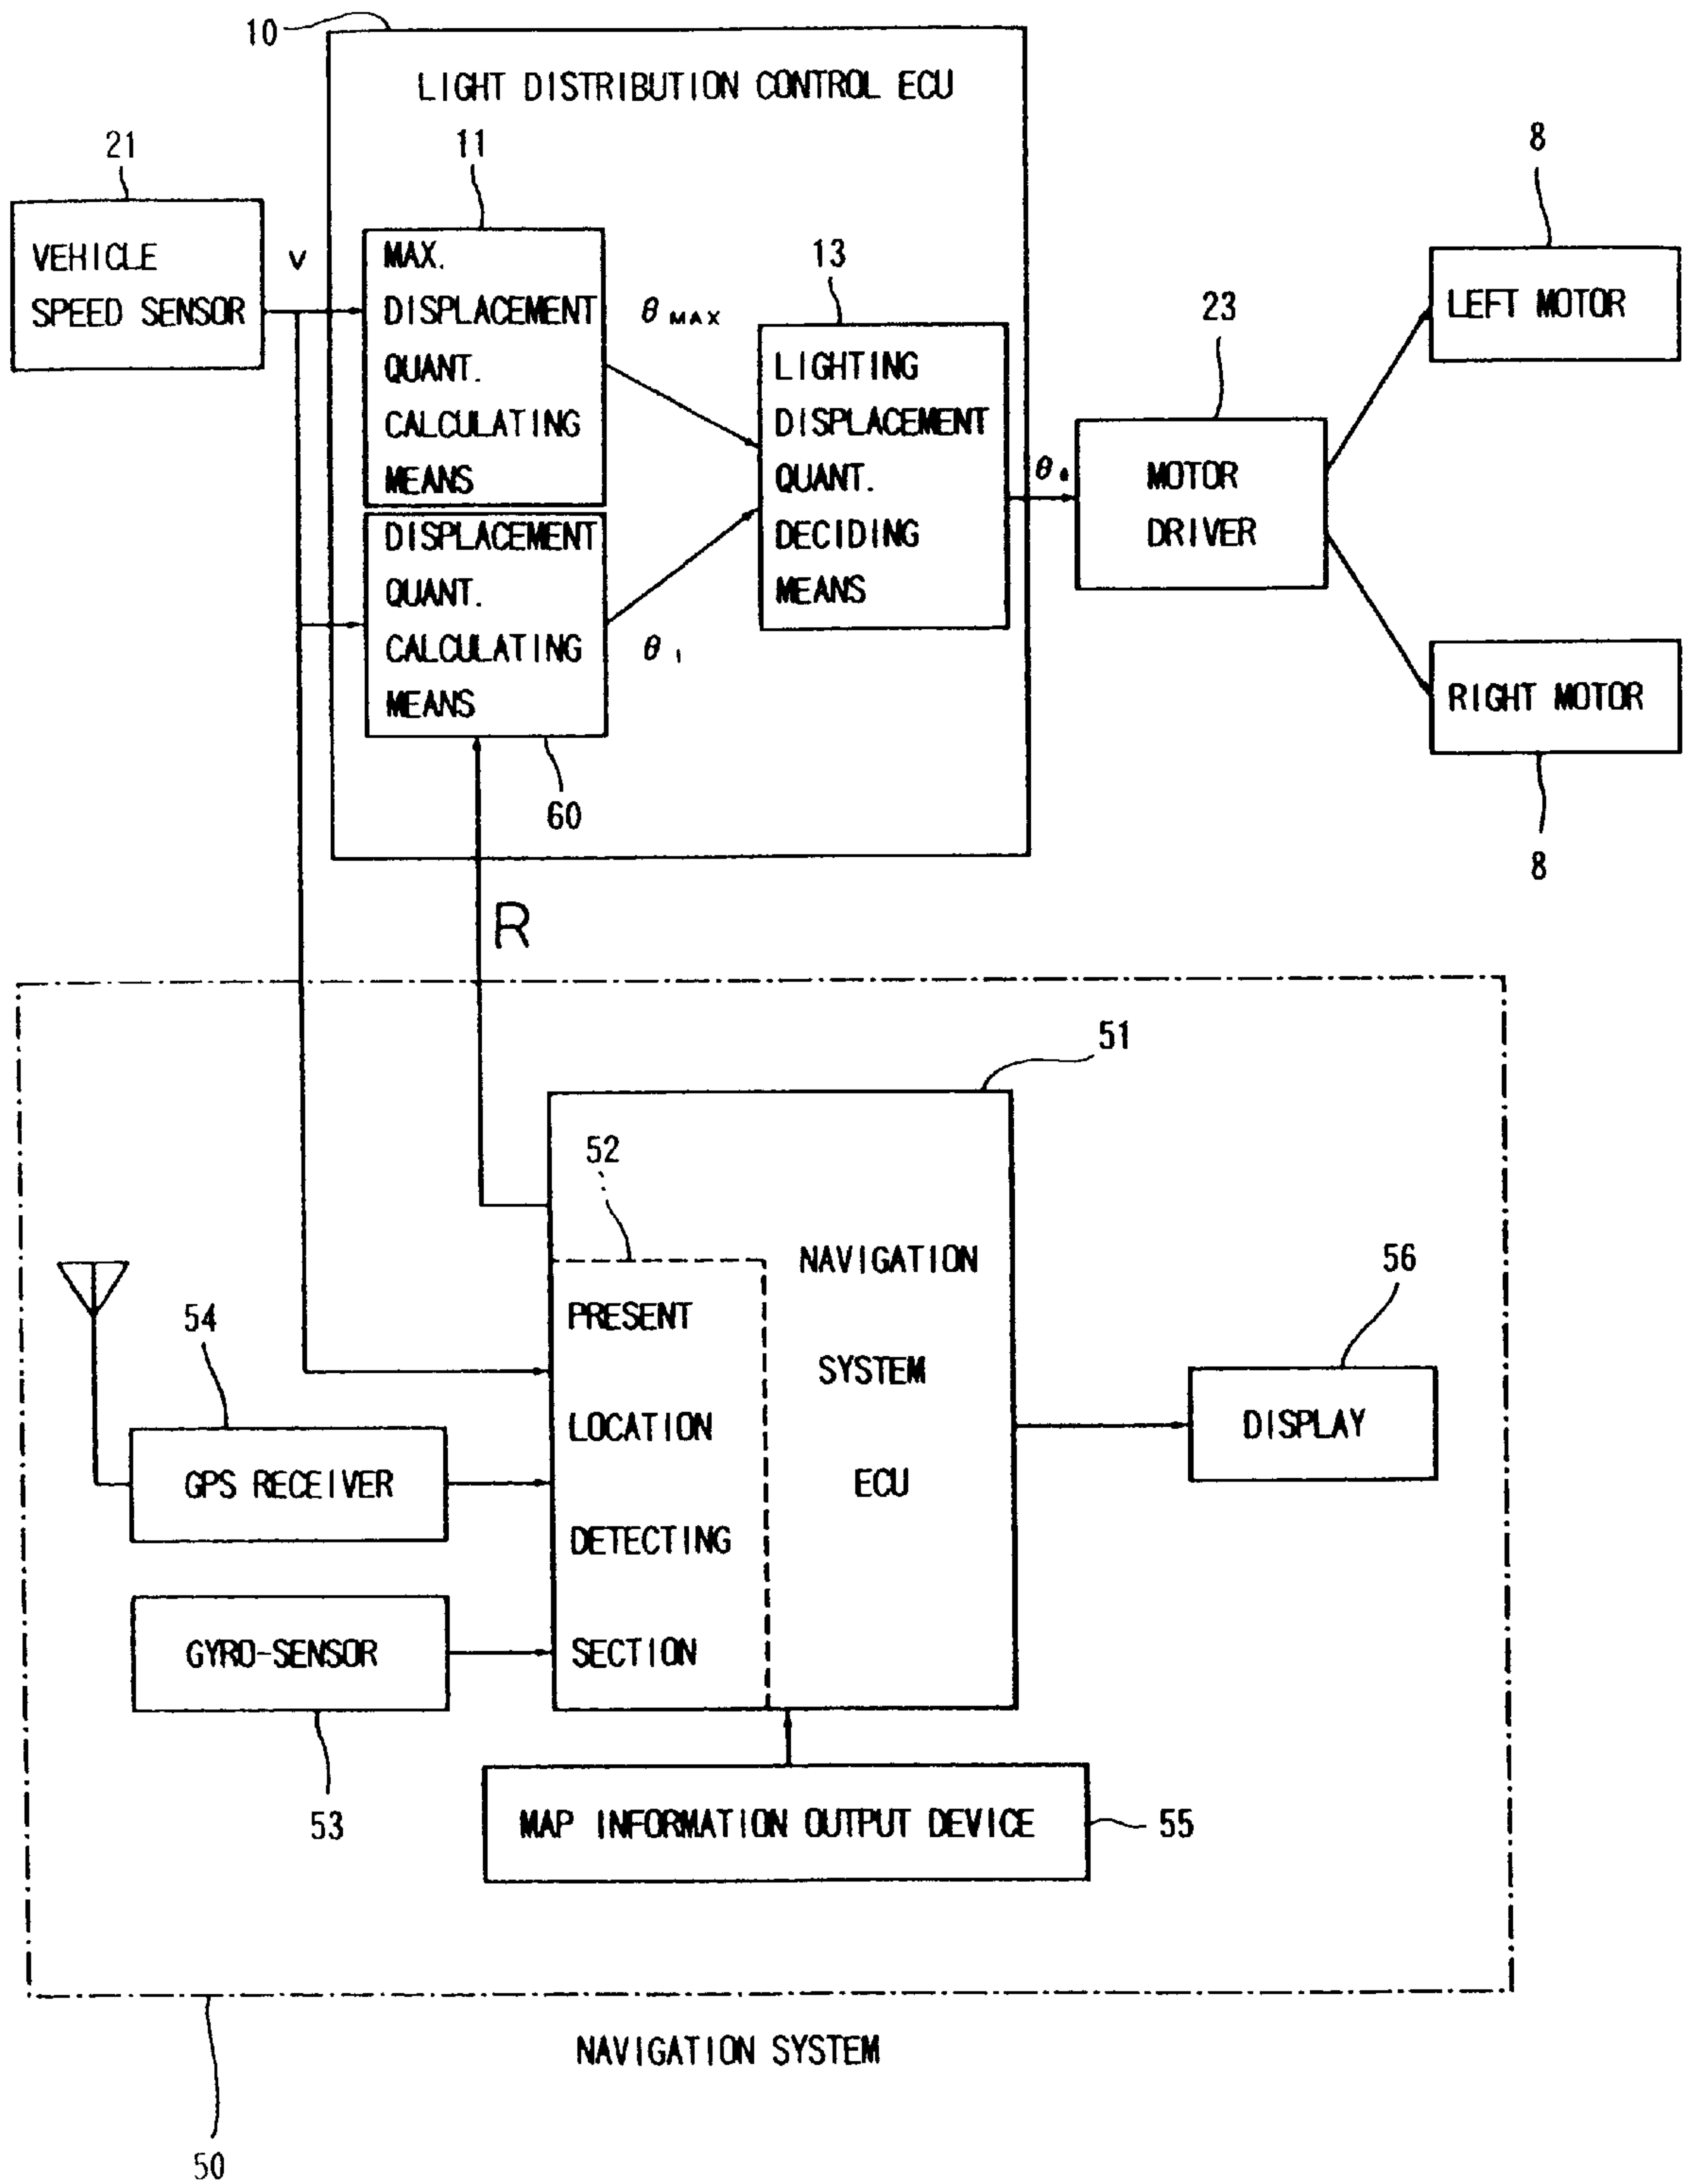 10
LIGHT DISTRIBUTION CONTROL ECU
21
VEHICLE
SPEED SENSOR
V
11
MAX.
DISPLACEMENT
QUANT.
CALCULATING
MEANS
θ MAX
DISPLACEMENT
QUANT.
CALCULATING
MEANS
θ 1
60
13
LIGHTING
DISPLACEMENT
QUANT.
DECIDING
MEANS
θ
23
MOTOR
DRIVER
8
LEFT MOTOR
RIGHT MOTOR
8
R
51
52
PRESENT
LOCATION
DETECTING
SECTION
NAVIGATION
SYSTEM
ECU
54
GPS RECEIVER
GYRO-SENSOR
53
56
DISPLAY
MAP INFORMATION OUTPUT DEVICE
55
NAVIGATION SYSTEM
50